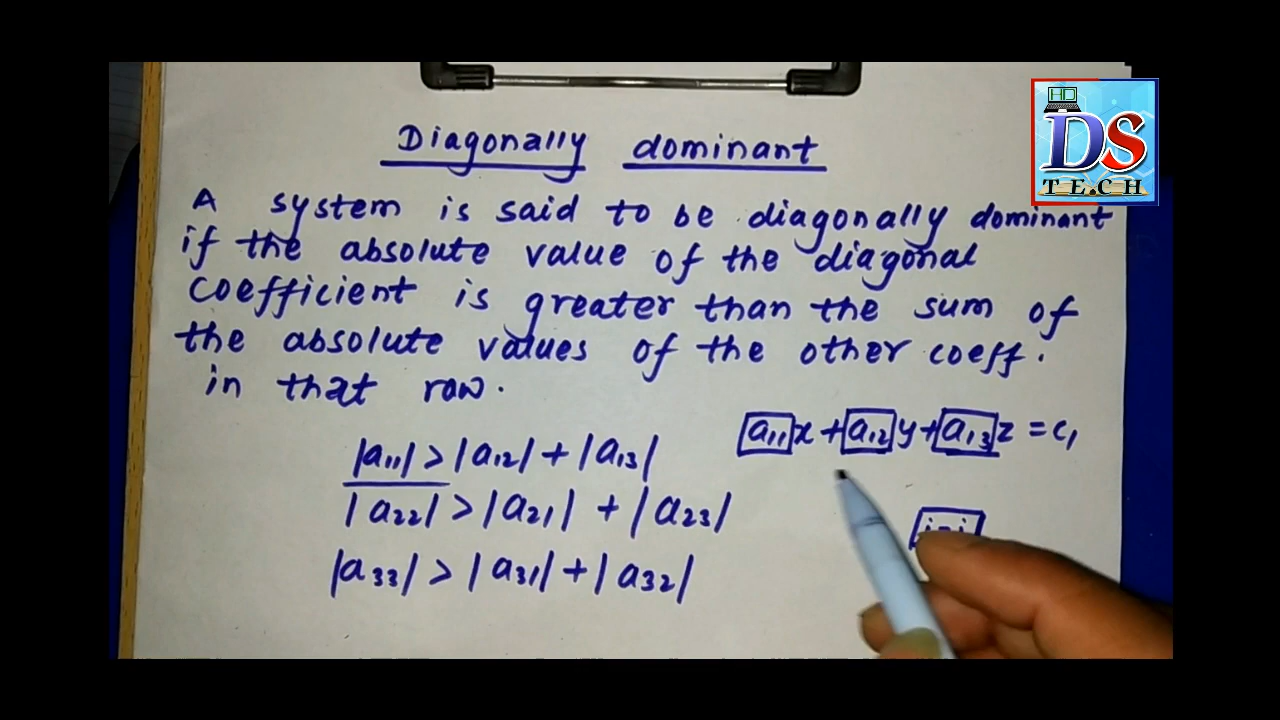 HD
DS
TECH
Diagonally dominant
A system is said to be diagonally dominant
if the absolute value of the diagonal
coefficient is greater than the sum of
the absolute values of the other coeff.
in that row.
a₁₁x + a₁₂y + a₁₃z = c₁
|a₁₁| > |a₁₂| + |a₁₃|
|a₂₂| > |a₂₁| + |a₂₃|
|a₃₃| > |a₃₁| + |a₃₂|